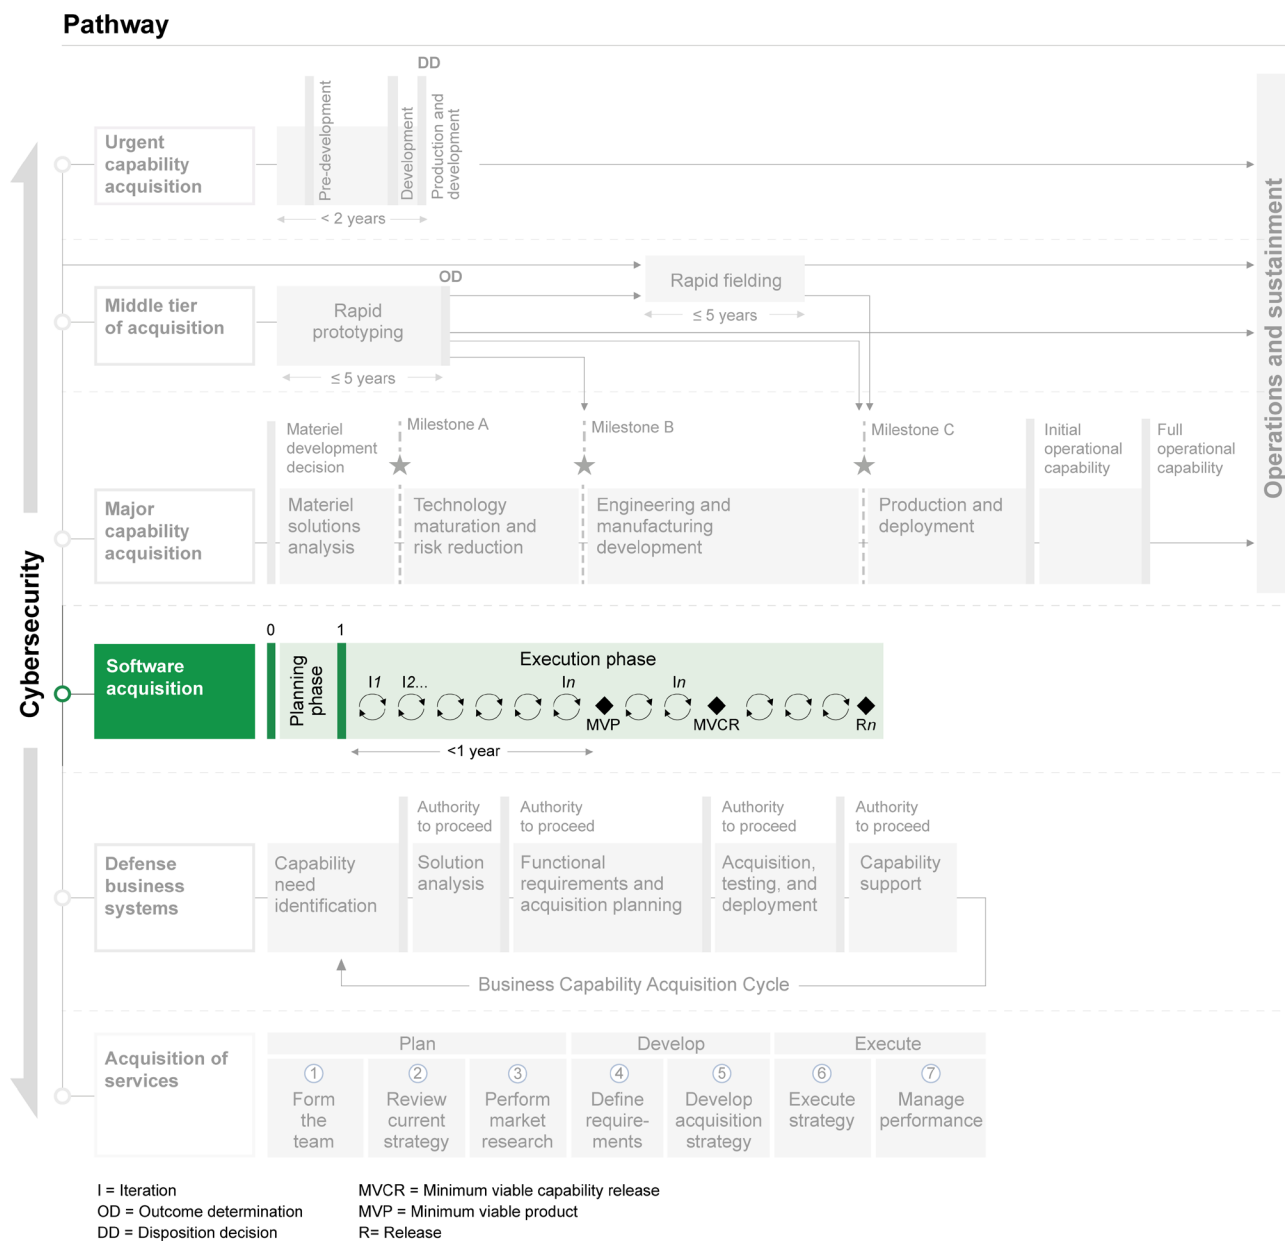 Pathway
DD
Urgent
capability
acquisition
Pre-development
Development
Production and
development
< 2 years
OD
Middle tier
of acquisition
Rapid
prototyping
≤ 5 years
Rapid fielding
≤ 5 years
Operations and sustainment
Materiel
development
decision
Milestone A
Milestone B
Milestone C
Initial
operational
capability
Full
operational
capability
Major
capability
acquisition
Materiel
solutions
analysis
Technology
maturation and
risk reduction
Engineering and
manufacturing
development
Production and
deployment
Cybersecurity
0
1
Software
acquisition
Planning
phase
Execution phase
I1
I2...
In
In
MVP
MVCR
Rn
<1 year
Authority
to proceed
Authority
to proceed
Authority
to proceed
Authority
to proceed
Defense
business
systems
Capability
need
identification
Solution
analysis
Functional
requirements and
acquisition planning
Acquisition,
testing, and
deployment
Capability
support
Business Capability Acquisition Cycle
Acquisition of
services
Plan
Develop
Execute
1
Form
the
team
2
Review
current
strategy
3
Perform
market
research
4
Define
require-
ments
5
Develop
acquisition
strategy
6
Execute
strategy
7
Manage
performance
I = Iteration
OD = Outcome determination
DD = Disposition decision
MVCR = Minimum viable capability release
MVP = Minimum viable product
R= Release